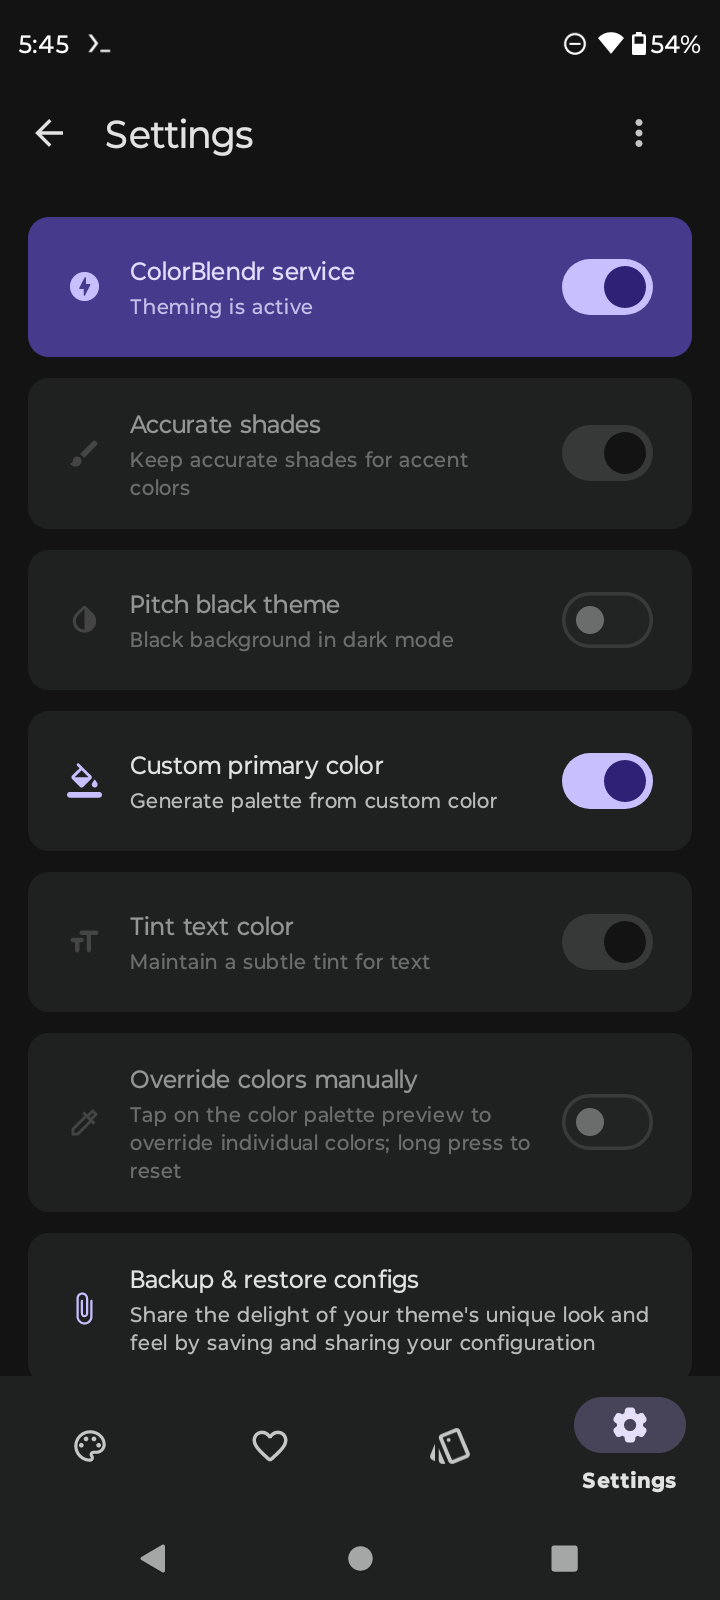 5:45
54%
Settings
ColorBlendr service
Theming is active
Accurate shades
Keep accurate shades for accent
colors
Pitch black theme
Black background in dark mode
Custom primary color
Generate palette from custom color
Tint text color
Maintain a subtle tint for text
Override colors manually
Tap on the color palette preview to
override individual colors; long press to
reset
Backup & restore configs
Share the delight of your theme's unique look and
feel by saving and sharing your configuration
Settings